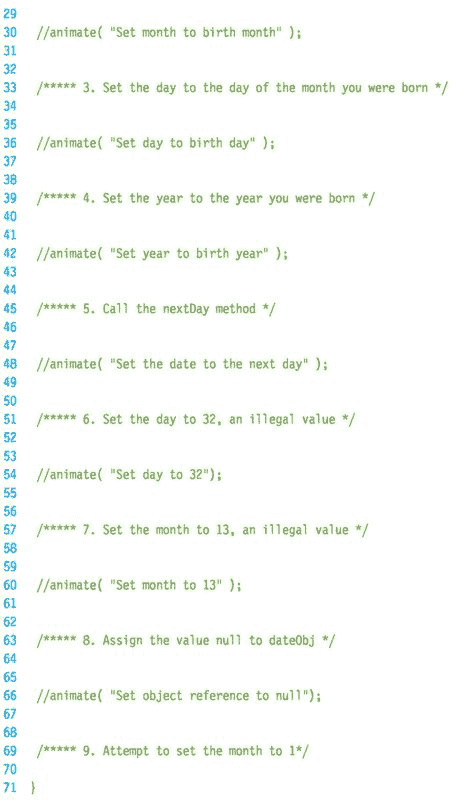 29
30 //animate( "Set month to birth month" );
31
32
33 /***** 3. Set the day to the day of the month you were born */
34
35
36 //animate( "Set day to birth day" );
37
38
39 /***** 4. Set the year to the year you were born */
40
41
42 //animate( "Set year to birth year" );
43
44
45 /***** 5. Call the nextDay method */
46
47
48 //animate( "Set the date to the next day" );
49
50
51 /***** 6. Set the day to 32, an illegal value */
52
53
54 //animate( "Set day to 32");
55
56
57 /***** 7. Set the month to 13, an illegal value */
58
59
60 //animate( "Set month to 13" );
61
62
63 /***** 8. Assign the value null to dateObj */
64
65
66 //animate( "Set object reference to null");
67
68
69 /***** 9. Attempt to set the month to 1*/
70
71 }